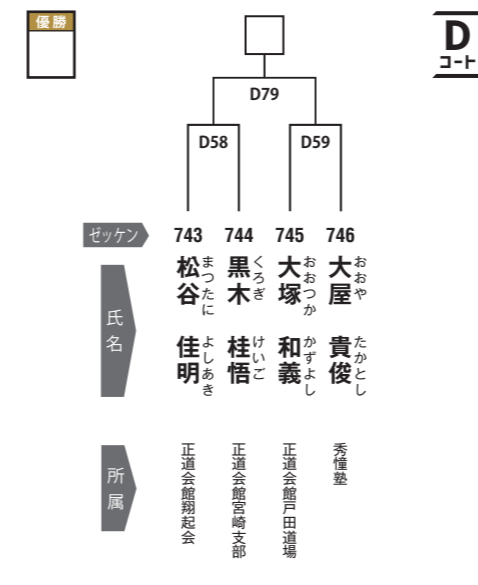 優勝
D
コート
D79
D58
D59
ゼッケン
743
744
745
746
氏名
松谷 佳明
まつたに よしあき
黒木 桂悟
くろぎ けいご
大塚 和義
おおつか かずよし
大屋 貴俊
おおや たかとし
所属
正道会館翔起会
正道会館宮崎支部
正道会館戸田道場
秀憧塾